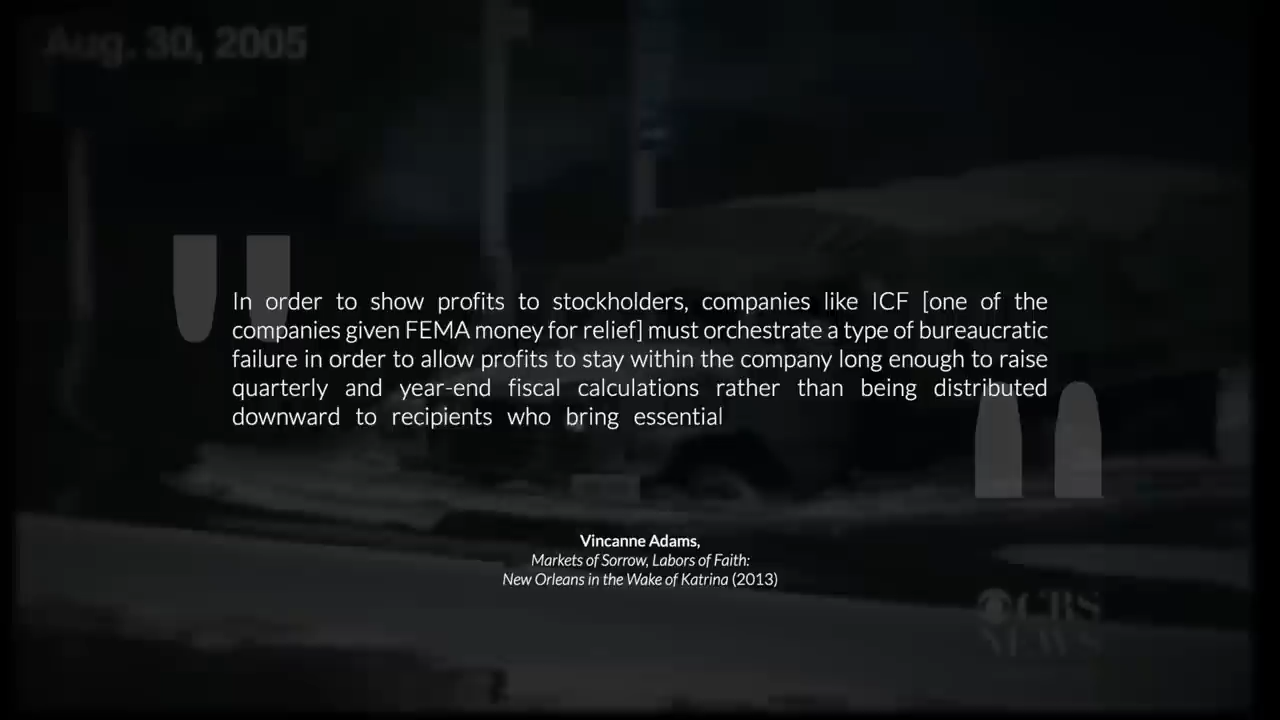 Aug. 30, 2005
In order to show profits to stockholders, companies like ICF [one of the
companies given FEMA money for relief] must orchestrate a type of bureaucratic
failure in order to allow profits to stay within the company long enough to raise
quarterly and year-end fiscal calculations rather than being distributed
downward to recipients who bring essential
Vincanne Adams,
Markets of Sorrow, Labors of Faith:
New Orleans in the Wake of Katrina (2013)
CBS
NEWS